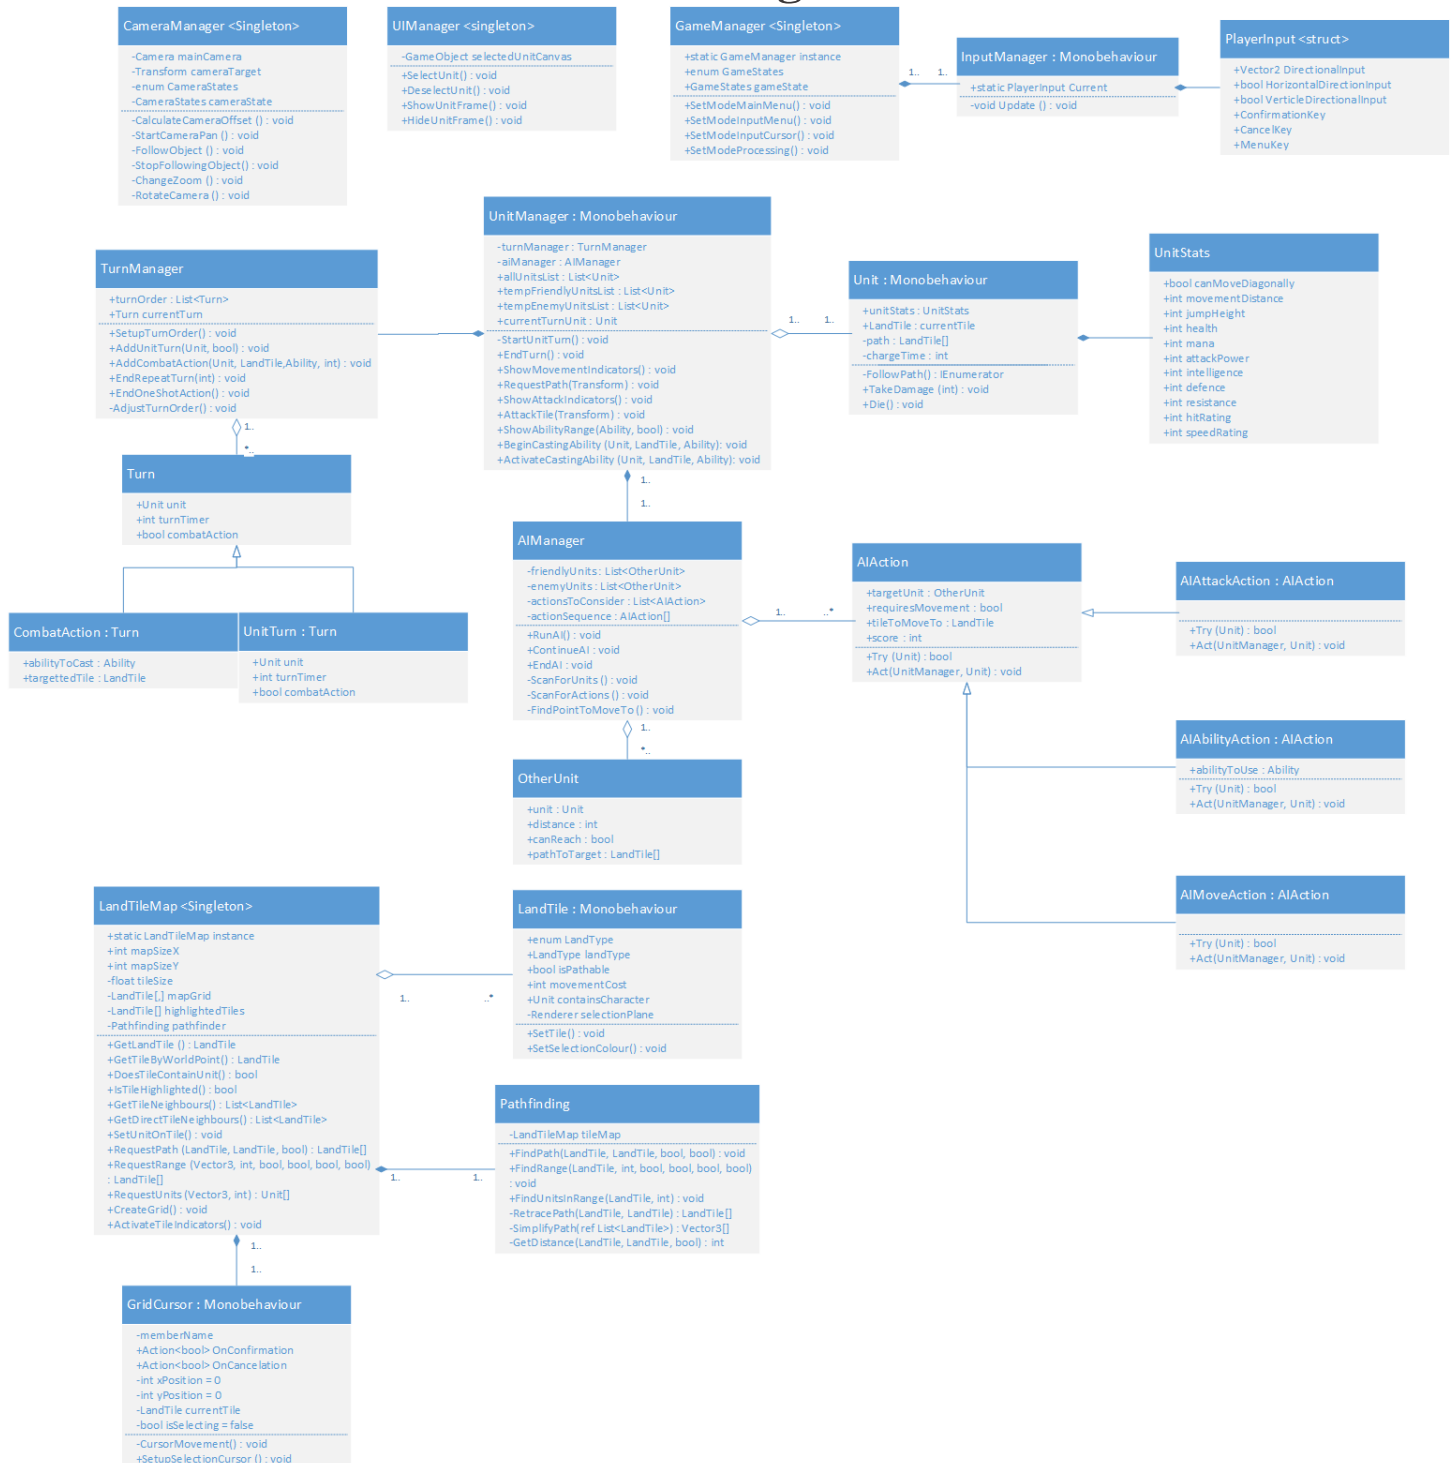 CameraManager <Singleton>
-Camera mainCamera
-Transform cameraTarget
-enum CameraStates
-CameraStates cameraState
-CalculateCameraOffset () : void
-StartCameraPan () : void
-FollowObject () : void
-StopFollowingObject() : void
-ChangeZoom () : void
-RotateCamera () : void
UIManager <singleton>
-GameObject selectedUnitCanvas
+SelectUnit() : void
+DeselectUnit() : void
+ShowUnitFrame() : void
+HideUnitFrame() : void
GameManager <Singleton>
+static GameManager instance
+enum GameStates
+GameStates gameState
+SetModeMainMenu() : void
+SetModeInputMenu() : void
+SetModeInputCursor() : void
+SetModeProcessing() : void
1.. 1..
InputManager : Monobehaviour
+static PlayerInput Current
-void Update () : void
PlayerInput <struct>
+Vector2 DirectionalInput
+bool HorizontalDirectionInput
+bool VerticleDirectionalInput
+ConfirmationKey
+CancelKey
+MenuKey
TurnManager
+turnOrder : List<Turn>
+Turn currentTurn
+SetupTurnOrder() : void
+AddUnitTurn(Unit, bool) : void
+AddCombatAction(Unit, LandTile,Ability, int) : void
+EndRepeatTurn(int) : void
+EndOneShotAction() : void
-AdjustTurnOrder() : void
1..
*..
UnitManager : Monobehaviour
-turnManager : TurnManager
-aiManager : AIManager
+allUnitsList : List<Unit>
+tempFriendlyUnitsList : List<Unit>
+tempEnemyUnitsList : List<Unit>
+currentTurnUnit : Unit
-StartUnitTurn() : void
+EndTurn() : void
+ShowMovementIndicators() : void
+RequestPath(Transform) : void
+ShowAttackIndicators() : void
+AttackTile(Transform) : void
+ShowAbilityRange(Ability, bool) : void
+BeginCastingAbility (Unit, LandTile, Ability): void
+ActivateCastingAbility (Unit, LandTile, Ability): void
1.. 1..
Unit : Monobehaviour
+unitStats : UnitStats
+LandTile : currentTile
-path : LandTile[]
-chargeTime : int
-FollowPath() : IEnumerator
+TakeDamage (int) : void
+Die() : void
UnitStats
+bool canMoveDiagonally
+int movementDistance
+int jumpHeight
+int health
+int mana
+int attackPower
+int intelligence
+int defence
+int resistance
+int hitRating
+int speedRating
Turn
+Unit unit
+int turnTimer
+bool combatAction
CombatAction : Turn
+abilityToCast : Ability
+targettedTile : LandTile
UnitTurn : Turn
+Unit unit
+int turnTimer
+bool combatAction
1..
1..
AIManager
-friendlyUnits : List<OtherUnit>
-enemyUnits : List<OtherUnit>
-actionsToConsider : List<AIAction>
-actionSequence : AIAction[]
+RunAI() : void
+ContinueAI : void
+EndAI : void
-ScanForUnits () : void
-ScanForActions () : void
-FindPointToMoveTo () : void
1.. ..*
AIAction
+targetUnit : OtherUnit
+requiresMovement : bool
+tileToMoveTo : LandTile
+score : int
+Try (Unit) : bool
+Act(UnitManager, Unit) : void
AIAttackAction : AIAction
+Try (Unit) : bool
+Act(UnitManager, Unit) : void
AIAbilityAction : AIAction
+abilityToUse : Ability
+Try (Unit) : bool
+Act(UnitManager, Unit) : void
AIMoveAction : AIAction
+Try (Unit) : bool
+Act(UnitManager, Unit) : void
1..
*..
OtherUnit
+unit : Unit
+distance : int
+canReach : bool
+pathToTarget : LandTile[]
LandTileMap <Singleton>
+static LandTileMap instance
+int mapSizeX
+int mapSizeY
-float tileSize
-LandTile[,] mapGrid
-LandTile[] highlightedTiles
-Pathfinding pathfinder
+GetLandTile () : LandTile
+GetTileByWorldPoint() : LandTile
+DoesTileContainUnit() : bool
+IsTileHighlighted() : bool
+GetTileNeighbours() : List<LandTile>
+GetDirectTileNeighbours() : List<LandTile>
+SetUnitOnTile() : void
+RequestPath (LandTile, LandTile, bool) : LandTile[]
+RequestRange (Vector3, int, bool, bool, bool, bool)
: LandTile[]
+RequestUnits (Vector3, int) : Unit[]
+CreateGrid() : void
+ActivateTileIndicators() : void
1.. ..*
LandTile : Monobehaviour
+enum LandType
+LandType landType
+bool isPathable
+int movementCost
+Unit containsCharacter
-Renderer selectionPlane
+SetTile() : void
+SetSelectionColour() : void
1.. 1..
Pathfinding
-LandTileMap tileMap
+FindPath(LandTile, LandTile, bool, bool) : void
+FindRange(LandTile, int, bool, bool, bool, bool)
: void
+FindUnitsInRange(LandTile, int) : void
-RetracePath(LandTile, LandTile) : LandTile[]
-SimplifyPath(ref List<LandTile>) : Vector3[]
-GetDistance(LandTile, LandTile, bool) : int
1..
1..
GridCursor : Monobehaviour
-memberName
+Action<bool> OnConfirmation
+Action<bool> OnCancelation
-int xPosition = 0
-int yPosition = 0
-LandTile currentTile
-bool isSelecting = false
-CursorMovement() : void
+SetupSelectionCursor () : void